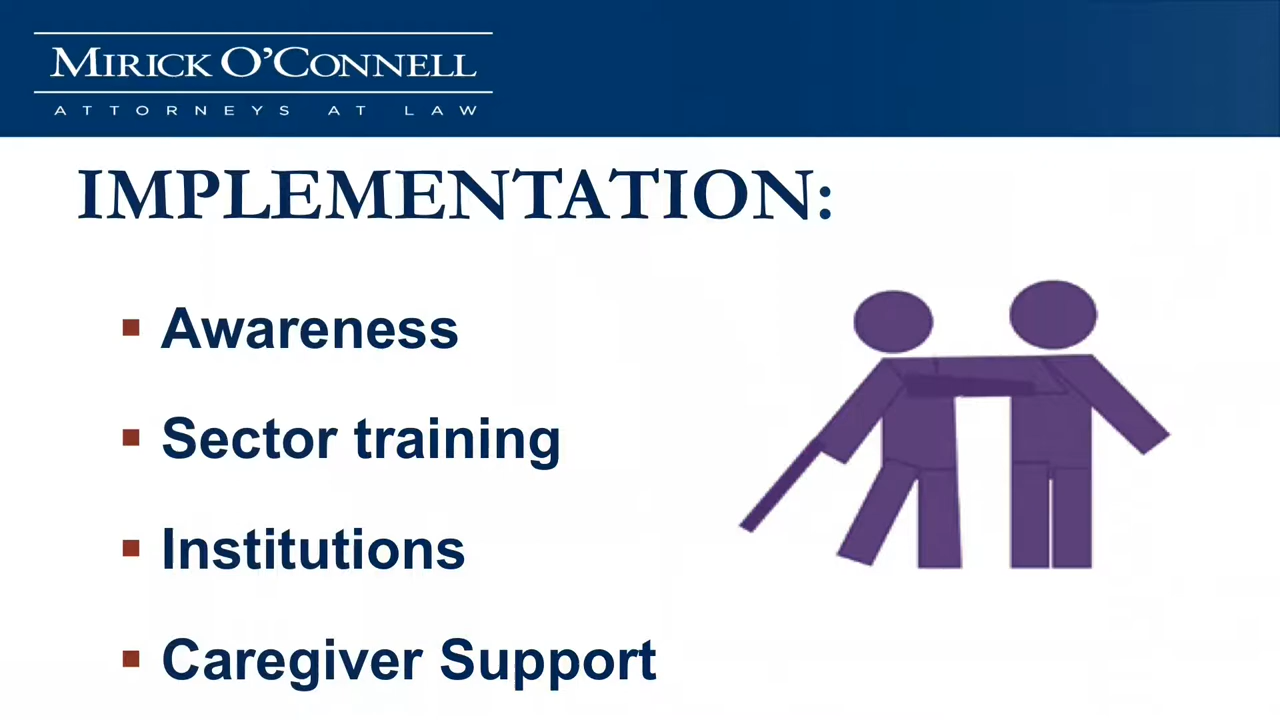 MIRICK O'CONNELL
ATTORNEYS AT LAW
IMPLEMENTATION:
▪ Awareness
▪ Sector training
▪ Institutions
▪ Caregiver Support